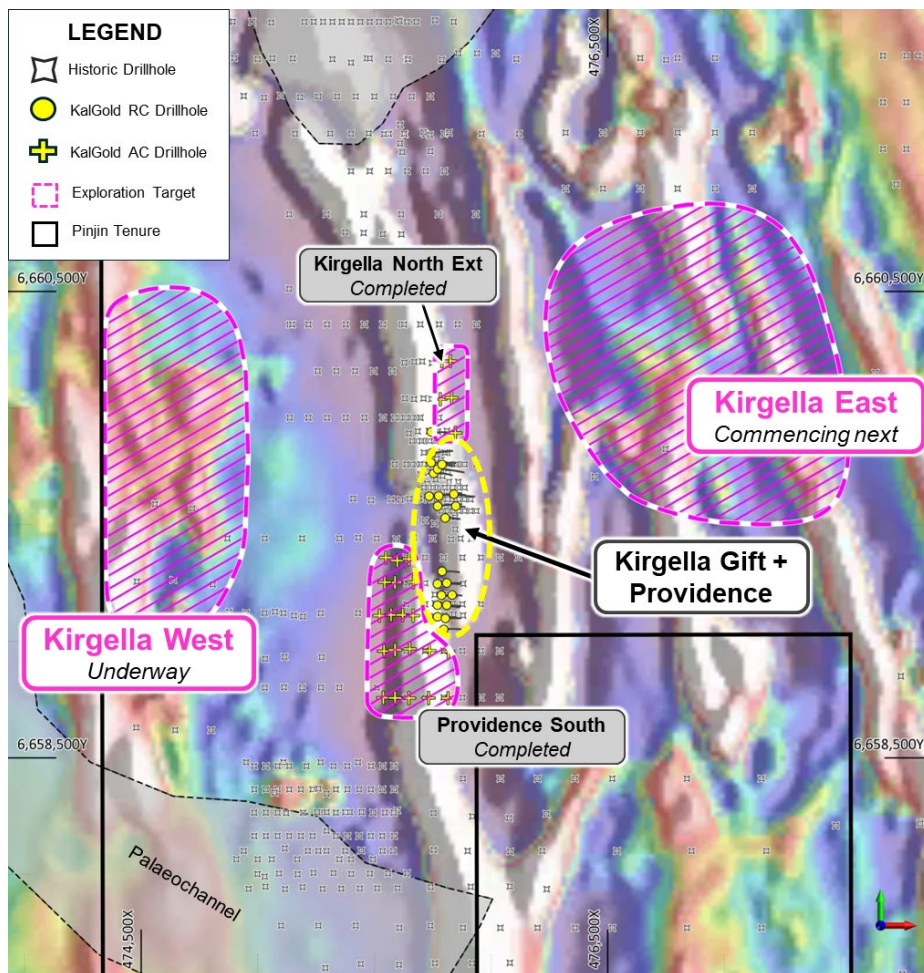 LEGEND
Historic Drillhole
KalGold RC Drillhole
KalGold AC Drillhole
Exploration Target
Pinjin Tenure
476,500X
6,660,500Y
6,660,500Y
Kirgella North Ext
Completed
Kirgella East
Commencing next
Kirgella Gift +
Providence
Kirgella West
Underway
Providence South
Completed
6,658,500Y
6,658,500Y
Palaeochannel
474,500X
476,500X